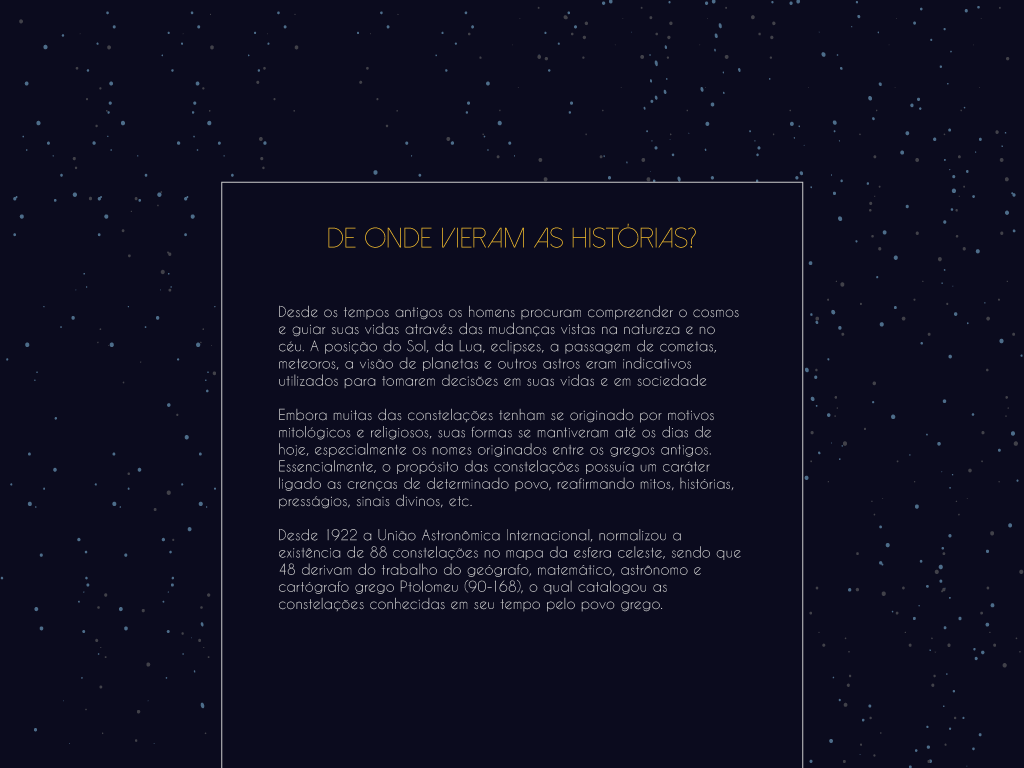 DE ONDE VIERAM AS HISTÓRIAS?
Desde os tempos antigos os homens procuram compreender o cosmos
e guiar suas vidas através das mudanças vistas na natureza e no
céu. A posição do Sol, da Lua, eclipses, a passagem de cometas,
meteoros, a visão de planetas e outros astros eram indicativos
utilizados para tomarem decisões em suas vidas e em sociedade
Embora muitas das constelações tenham se originado por motivos
mitológicos e religiosos, suas formas se mantiveram até os dias de
hoje, especialmente os nomes originados entre os gregos antigos.
Essencialmente, o propósito das constelações possuía um caráter
ligado as crenças de determinado povo, reafirmando mitos, histórias,
presságios, sinais divinos, etc.
Desde 1922 a União Astronômica Internacional, normalizou a
existência de 88 constelações no mapa da esfera celeste, sendo que
48 derivam do trabalho do geógrafo, matemático, astrônomo e
cartógrafo grego Ptolomeu (90-168), o qual catalogou as
constelações conhecidas em seu tempo pelo povo grego.